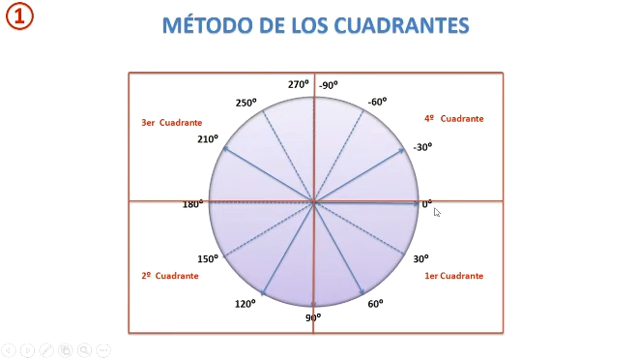 1
MÉTODO DE LOS CUADRANTES
270º -90º
250º
-60º
3er Cuadrante
4º Cuadrante
210º
-30º
180º
0º
150º
30º
2º Cuadrante
1er Cuadrante
120º
60º
90º